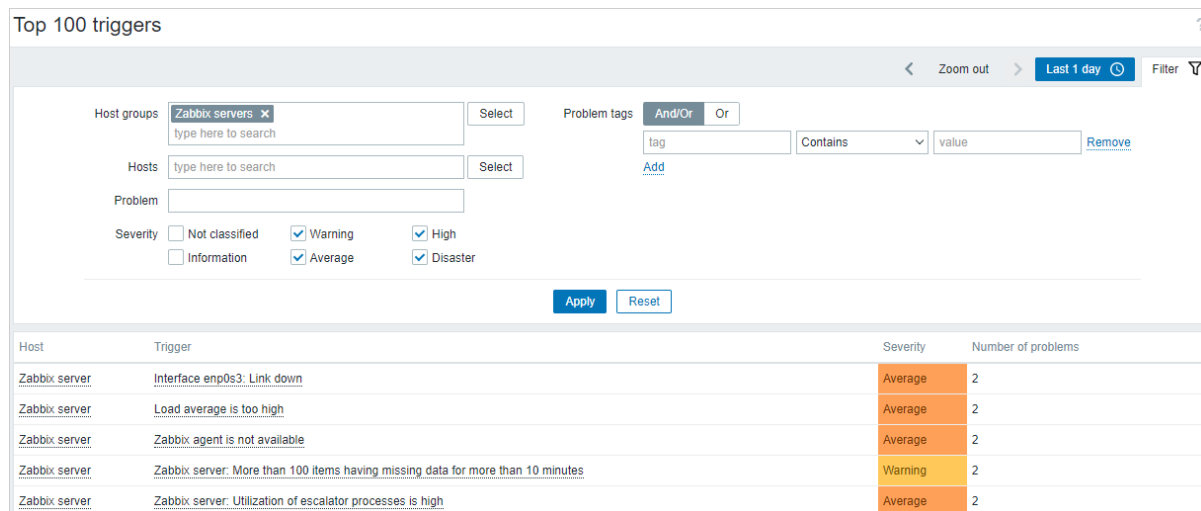 Top 100 triggers
?
Zoom out Last 1 day Filter
Host groups Zabbix servers × Select Problem tags And/Or Or
type here to search
tag Contains value Remove
Hosts type here to search Select Add
Problem
Severity Not classified Warning High
Information Average Disaster
Apply Reset
Host Trigger Severity Number of problems
Zabbix server Interface enp0s3: Link down Average 2
Zabbix server Load average is too high Average 2
Zabbix server Zabbix agent is not available Average 2
Zabbix server Zabbix server: More than 100 items having missing data for more than 10 minutes Warning 2
Zabbix server Zabbix server: Utilization of escalator processes is high Average 2